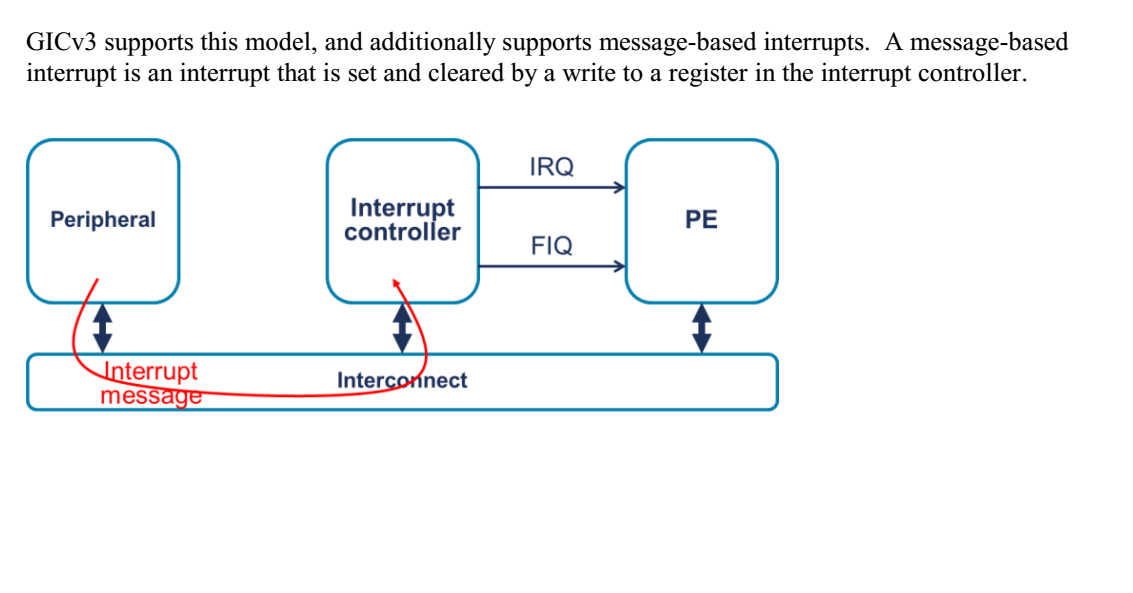 GICv3 supports this model, and additionally supports message-based interrupts.  A message-based
interrupt is an interrupt that is set and cleared by a write to a register in the interrupt controller.
IRQ
Peripheral
Interrupt
controller
PE
FIQ
Interrupt
message
Interconnect